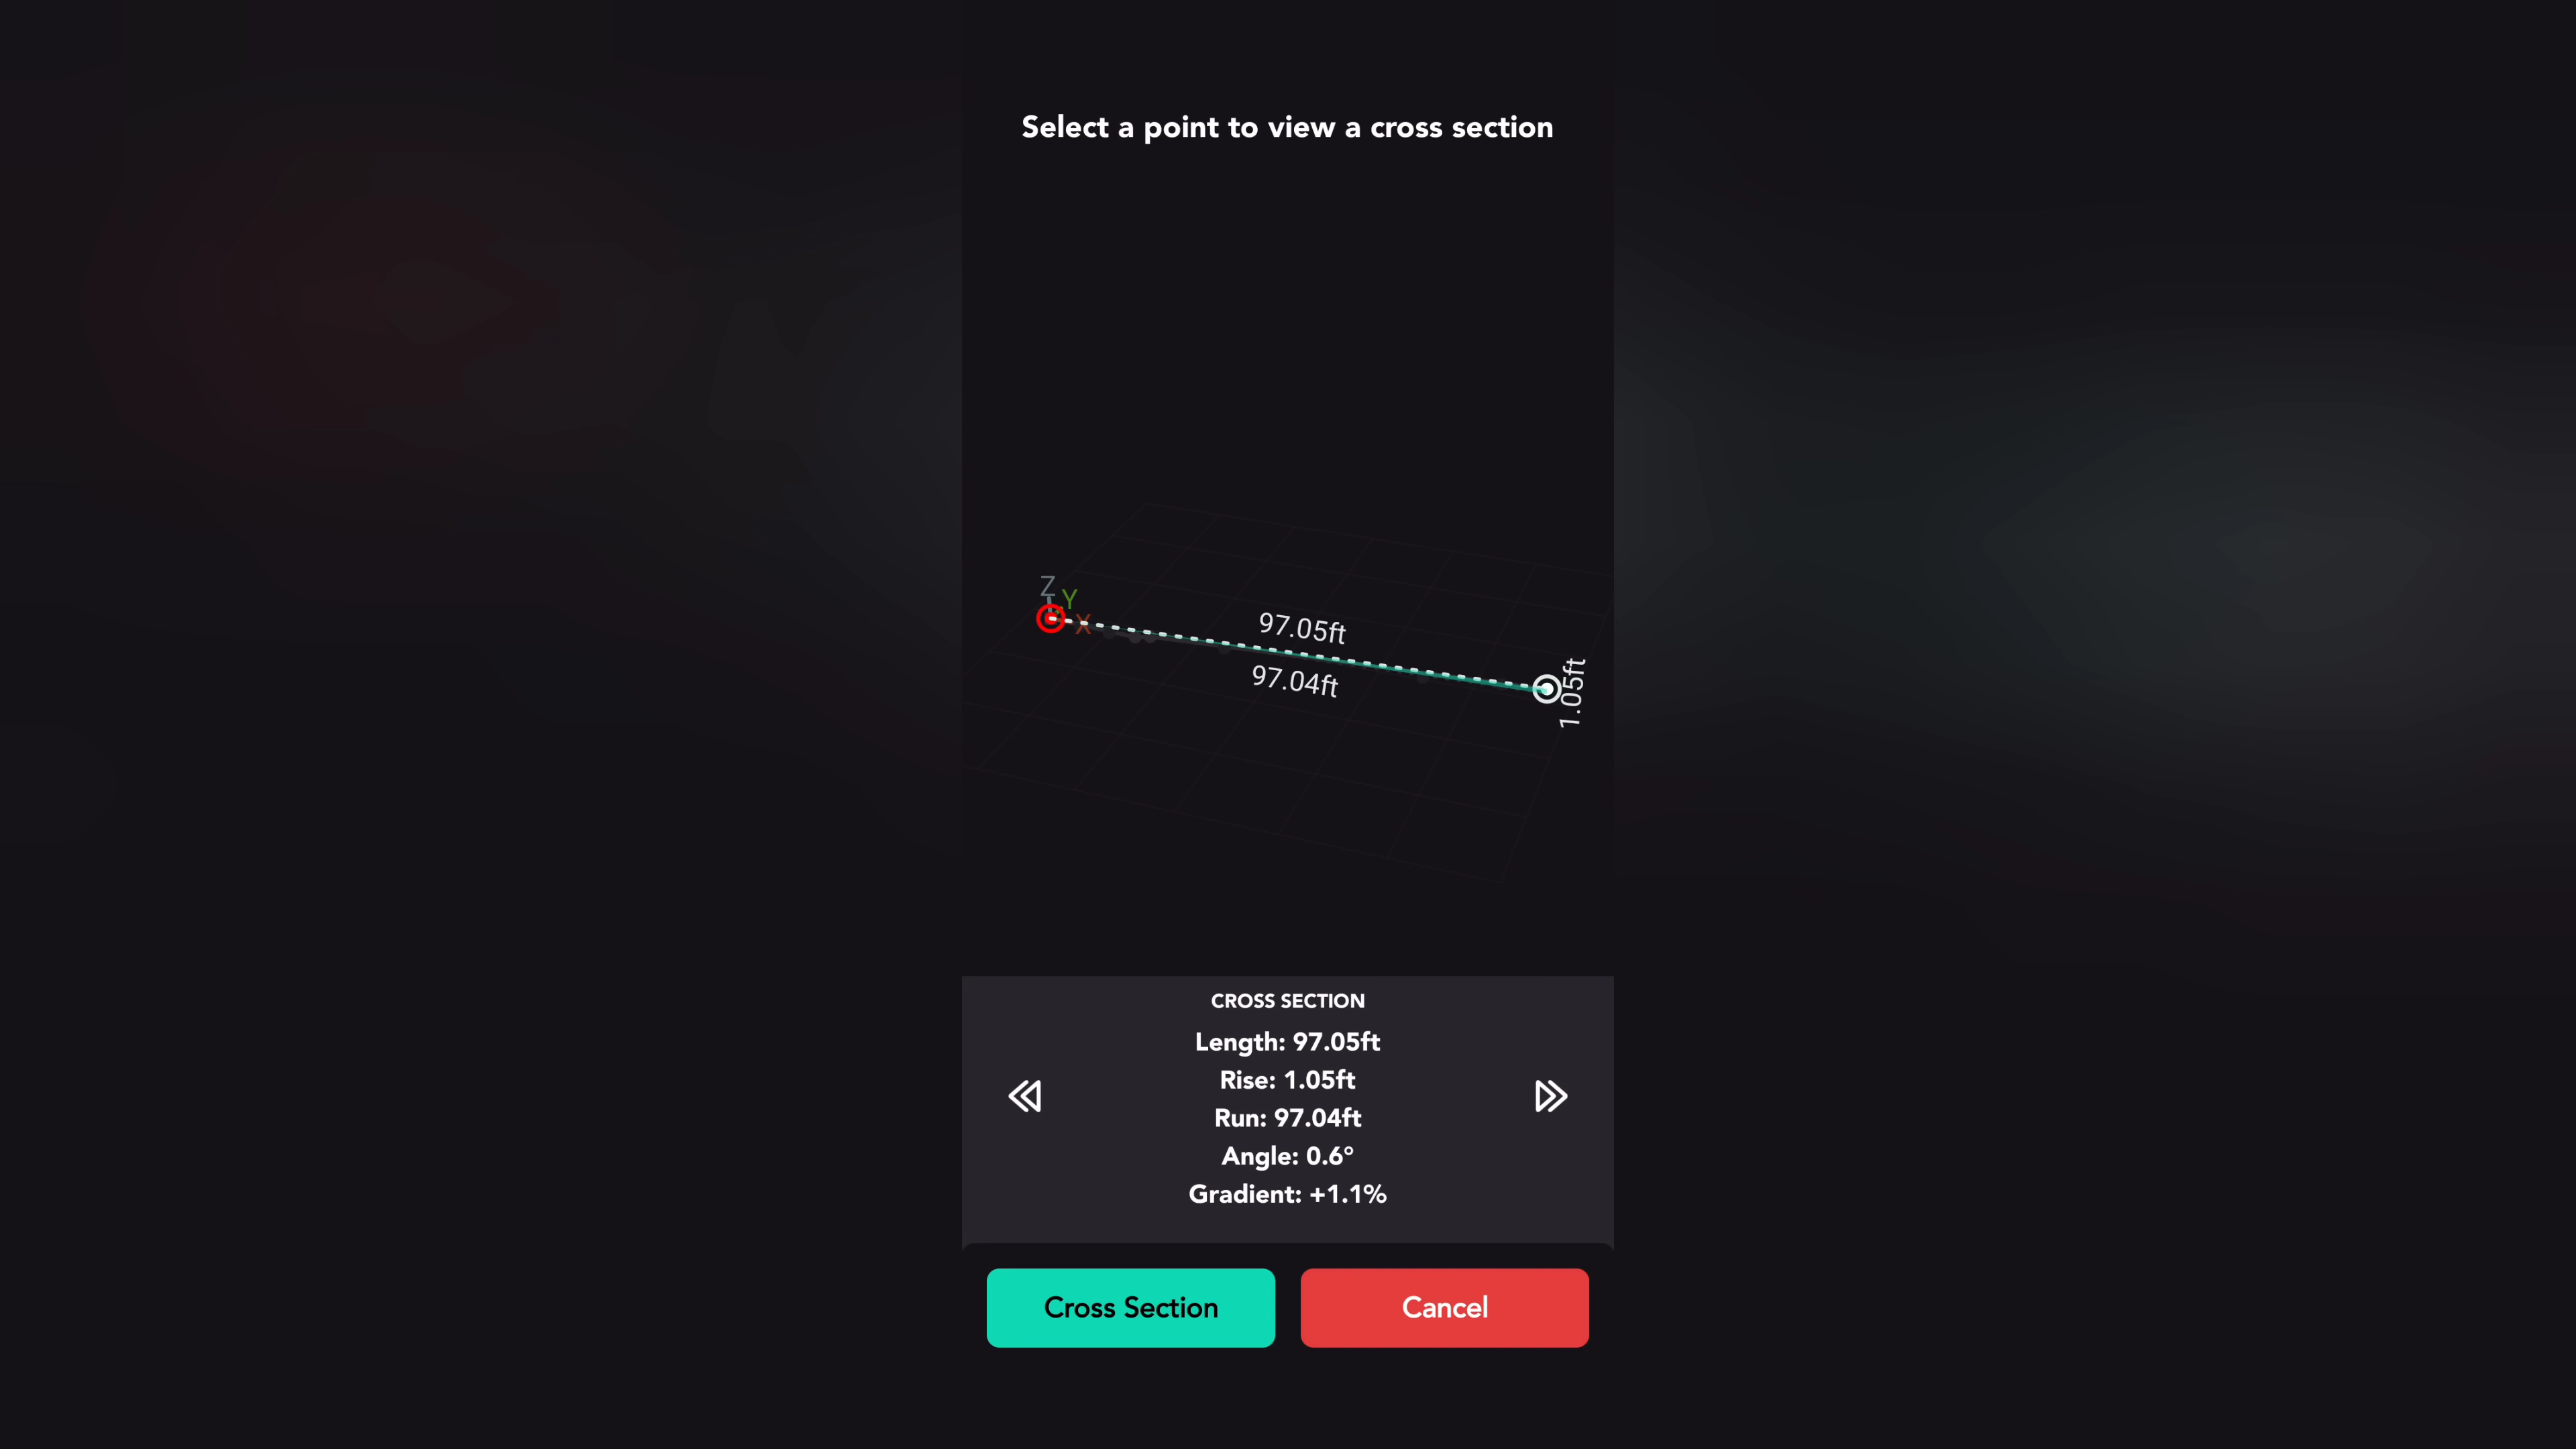 Select a point to view a cross section
Z
Y
X
97.05ft
97.04ft
1.05ft
CROSS SECTION
Length: 97.05ft
Rise: 1.05ft
Run: 97.04ft
Angle: 0.6°
Gradient: +1.1%
Cross Section
Cancel